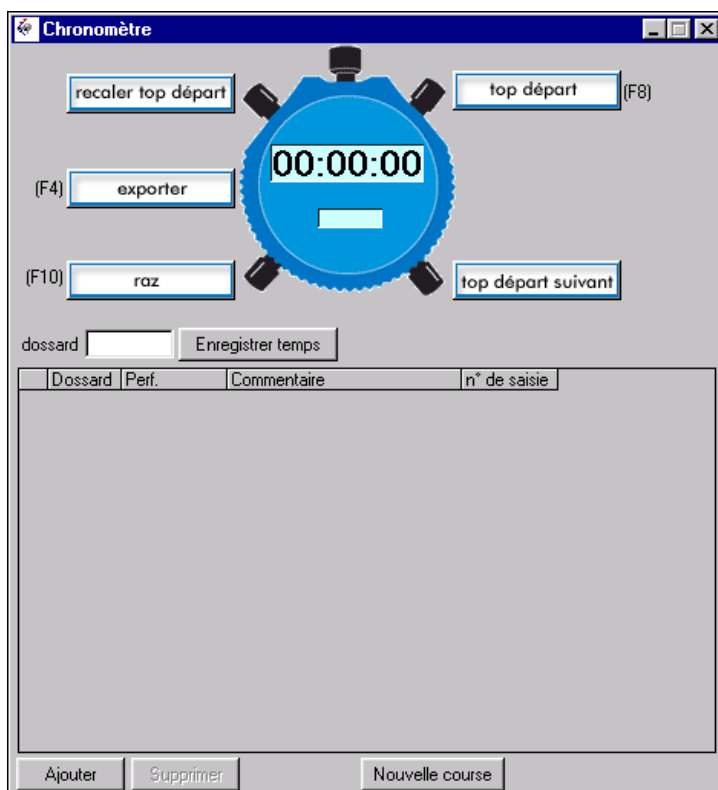 Chronomètre
recaler top départ
top départ (F8)
00:00:00
(F4) exporter
(F10) raz
top départ suivant
dossard Enregistrer temps
Dossard Perf. Commentaire n° de saisie
Ajouter Supprimer Nouvelle course